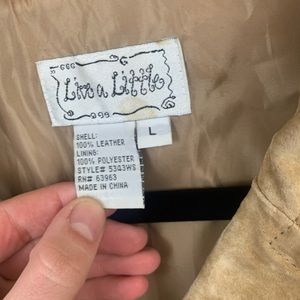 Live a Little
L
SHELL:
100% LEATHER
LINING:
100% POLYESTER
STYLE# 5343WS
RN# 63963
MADE IN CHINA